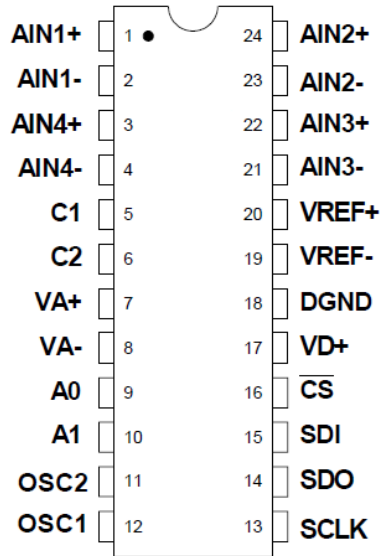 AIN1+ 1 24 AIN2+
AIN1- 2 23 AIN2-
AIN4+ 3 22 AIN3+
AIN4- 4 21 AIN3-
C1 5 20 VREF+
C2 6 19 VREF-
VA+ 7 18 DGND
VA- 8 17 VD+
A0 9 16 C̅S̅
A1 10 15 SDI
OSC2 11 14 SDO
OSC1 12 13 SCLK